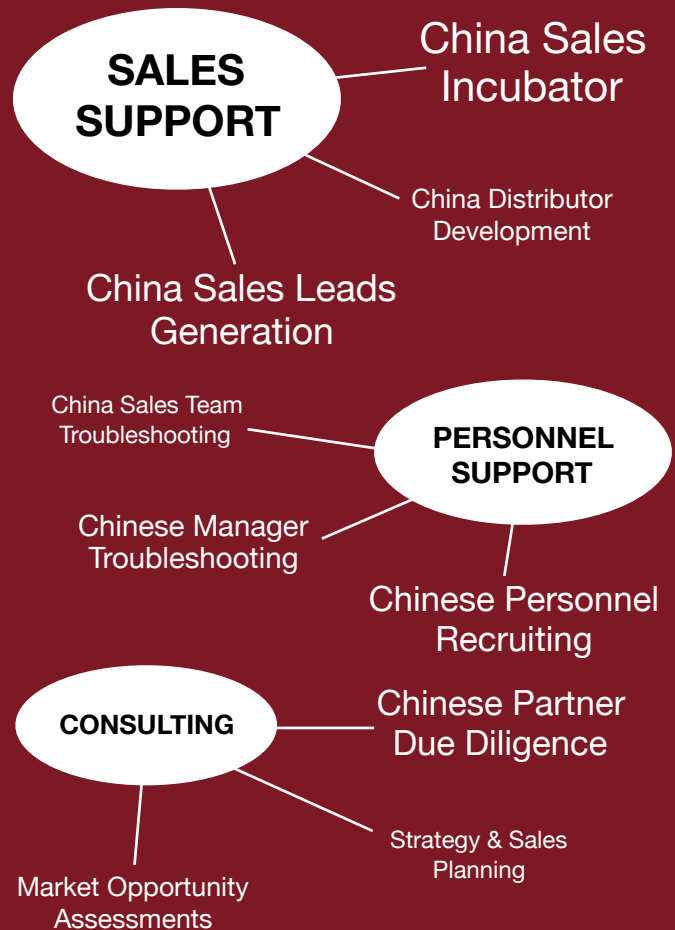 SALES
SUPPORT
China Sales
Incubator
China Distributor
Development
China Sales Leads
Generation
China Sales Team
Troubleshooting
PERSONNEL
SUPPORT
Chinese Manager
Troubleshooting
Chinese Personnel
Recruiting
CONSULTING
Chinese Partner
Due Diligence
Strategy & Sales
Planning
Market Opportunity
Assessments